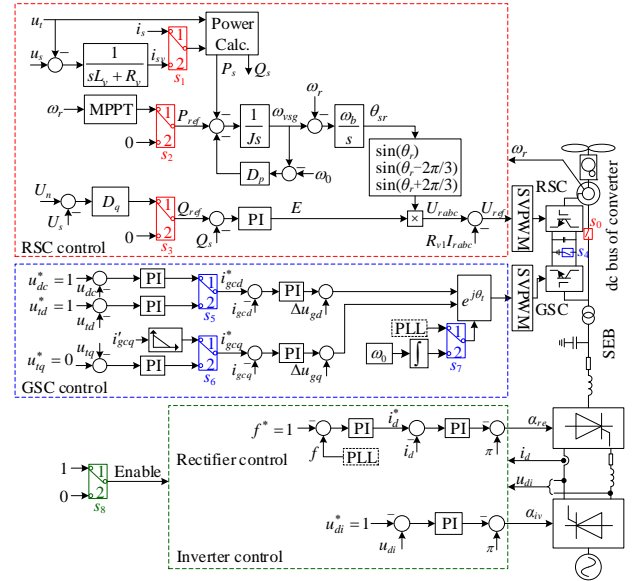 u_t
i_s
Power
Calc.
u_s
1
sL_v + R_v
i_sv
1
2
s_1
P_s
Q_s
ω_r
MPPT
1
P_ref
0
2
s_2
1
Js
ω_vsg
ω_r
ω_b
s
θ_sr
D_p
ω_0
sin(θ_r)
sin(θ_r−2π/3)
sin(θ_r+2π/3)
U_n
U_s
D_q
1
Q_ref
0
2
s_3
Q_s
PI
E
×
U_rabc
U_ref
R_v1 I_rabc
RSC control
ω_r
SVPWM
RSC
s_0
s_4
dc bus of converter
u*_dc = 1
u_dc
PI
u*_td = 1
u_td
PI
1
2
s_5
i*_gcd
i_gcd
PI
Δu_gd
e^jθ_t
SVPWM
GSC
i'_gcq
u*_tq = 0
u_tq
PI
1
2
s_6
i*_gcq
i_gcq
PI
Δu_gq
PLL
ω_0
∫
1
2
s_7
GSC control
SEB
f* = 1
f
PLL
PI
i*_d
i_d
PI
π
α_re
Rectifier control
i_d
u_di
1
0
1
2
s_8
Enable
u*_di = 1
u_di
PI
π
α_iv
Inverter control